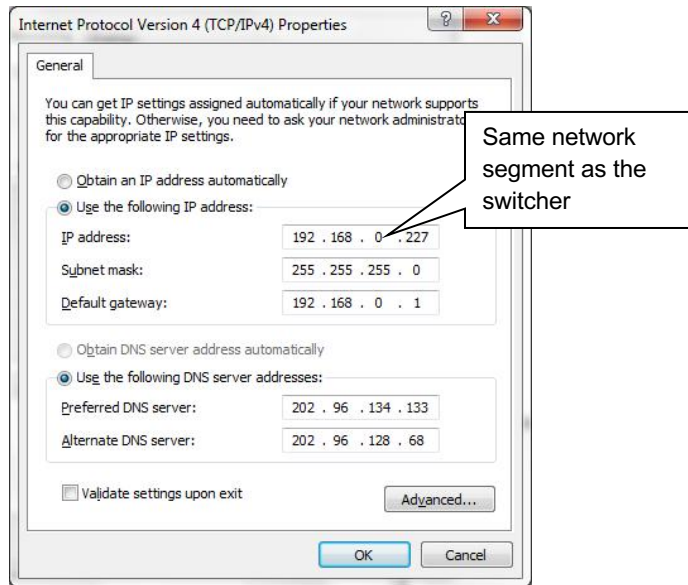 Internet Protocol Version 4 (TCP/IPv4) Properties
General
You can get IP settings assigned automatically if your network supports
this capability. Otherwise, you need to ask your network administrato
for the appropriate IP settings.
Same network
segment as the
switcher
Obtain an IP address automatically
Use the following IP address:
IP address: 192 . 168 . 0 . 227
Subnet mask: 255 . 255 . 255 . 0
Default gateway: 192 . 168 . 0 . 1
Obtain DNS server address automatically
Use the following DNS server addresses:
Preferred DNS server: 202 . 96 . 134 . 133
Alternate DNS server: 202 . 96 . 128 . 68
Validate settings upon exit
Advanced...
OK Cancel